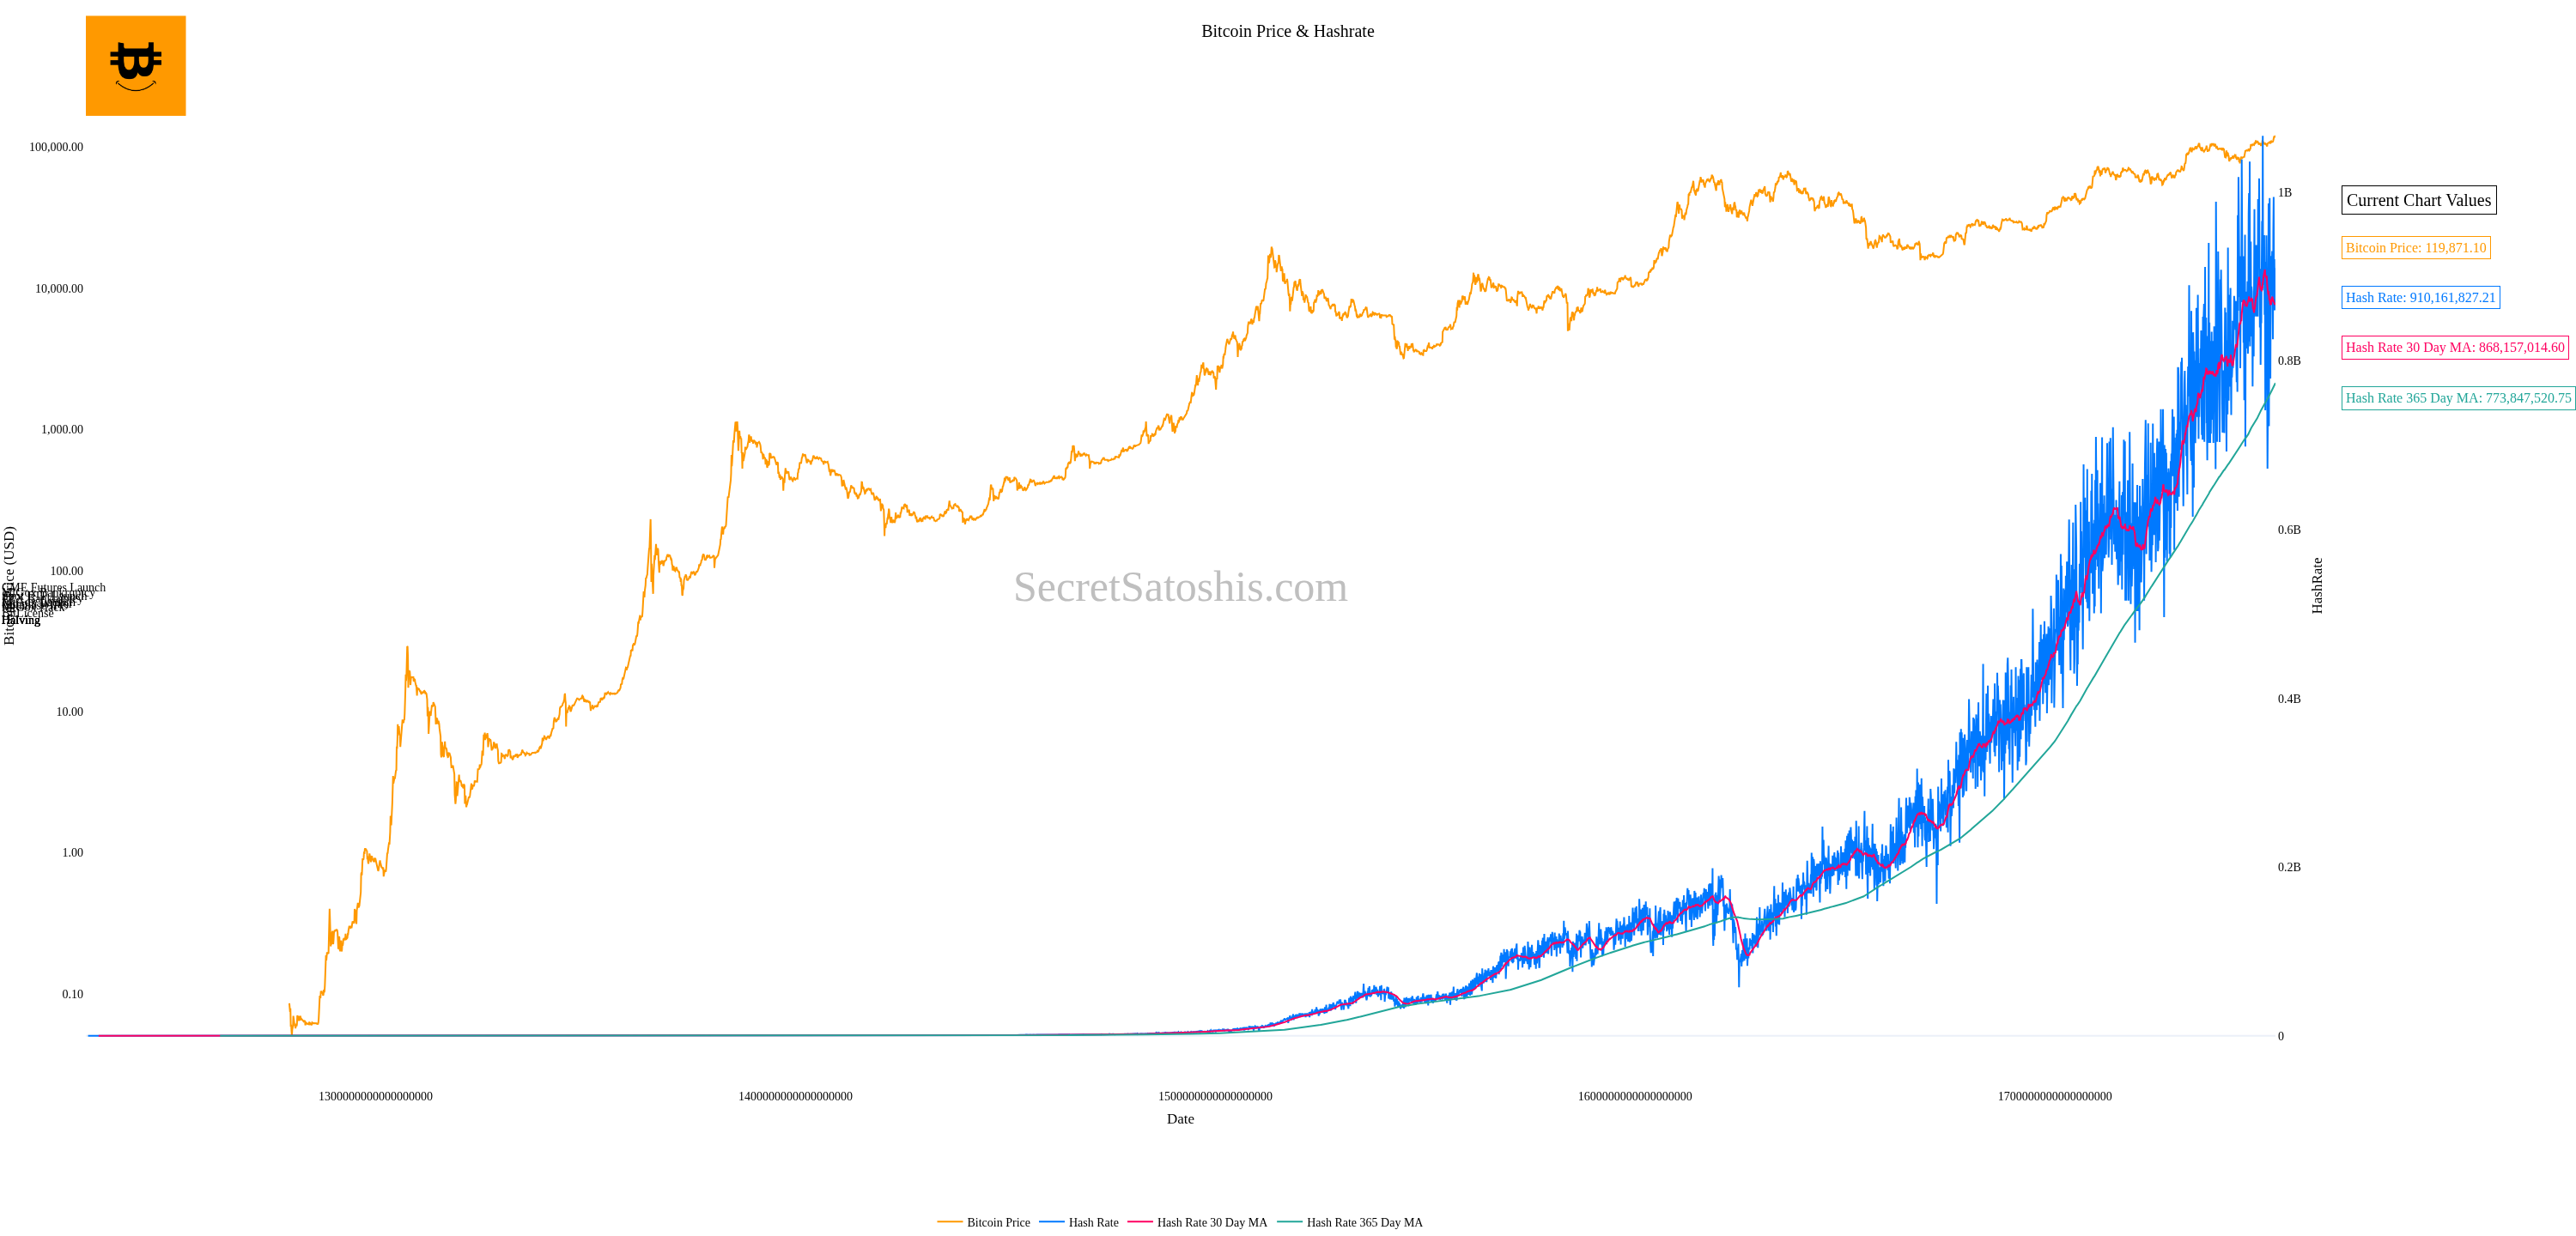 Bitcoin Price & Hashrate
100,000.00
10,000.00
1,000.00
100.00
10.00
1.00
0.10
Bitcoin Price (USD)
CME Futures Launch
Halving
1B
0.8B
0.6B
0.4B
0.2B
0
HashRate
Current Chart Values
Bitcoin Price: 119,871.10
Hash Rate: 910,161,827.21
Hash Rate 30 Day MA: 868,157,014.60
Hash Rate 365 Day MA: 773,847,520.75
SecretSatoshis.com
1300000000000000000
1400000000000000000
1500000000000000000
1600000000000000000
1700000000000000000
Date
Bitcoin Price
Hash Rate
Hash Rate 30 Day MA
Hash Rate 365 Day MA